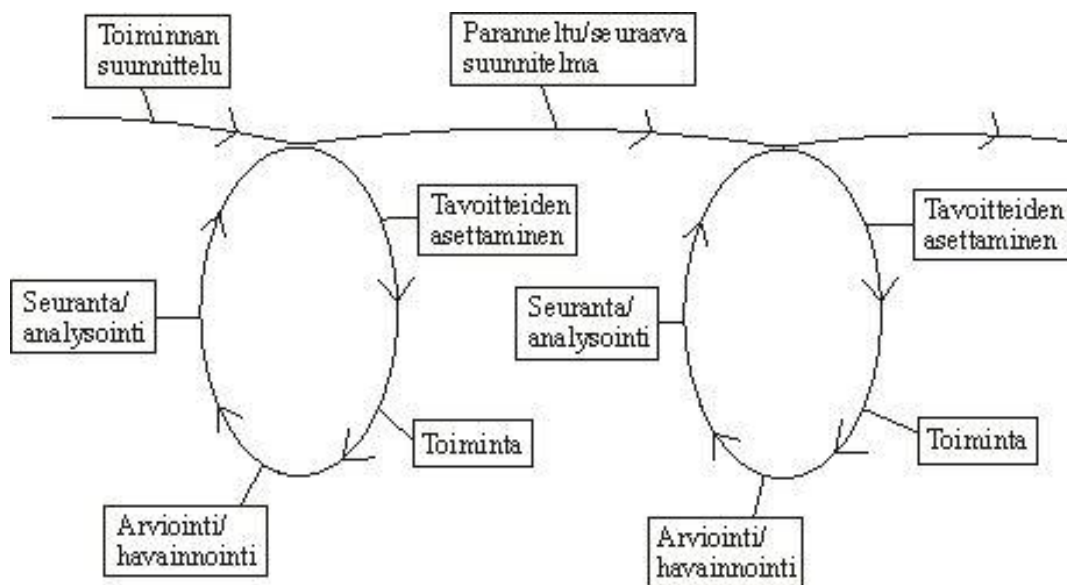 Toiminnan
suunnittelu
Paranneltu/seuraava
suunnitelma
Tavoitteiden
asettaminen
Tavoitteiden
asettaminen
Seuranta/
analysointi
Seuranta/
analysointi
Toiminta
Toiminta
Arviointi/
havainnointi
Arviointi/
havainnointi